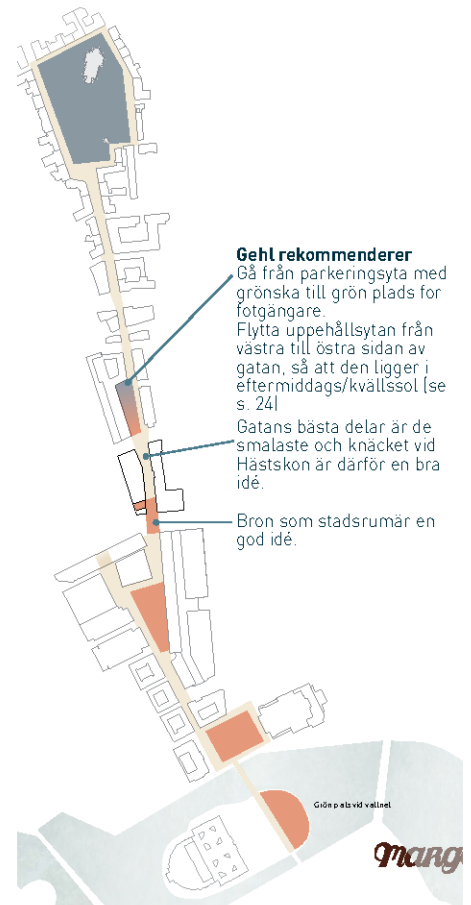 Gehl rekommenderer
Gå från parkeringsyta med
grönska till grön plads for
fotgängare.
Flytta uppehållsytan från
västra till östra sidan av
gatan, så att den ligger i
eftermiddags/kvällssol (se
s. 24)
Gatans bästa delar är de
smalaste och knäcket vid
Hästskon är därför en bra
idé.
Bron som stadsrumär en
god idé.
Grön plats vid vallnel